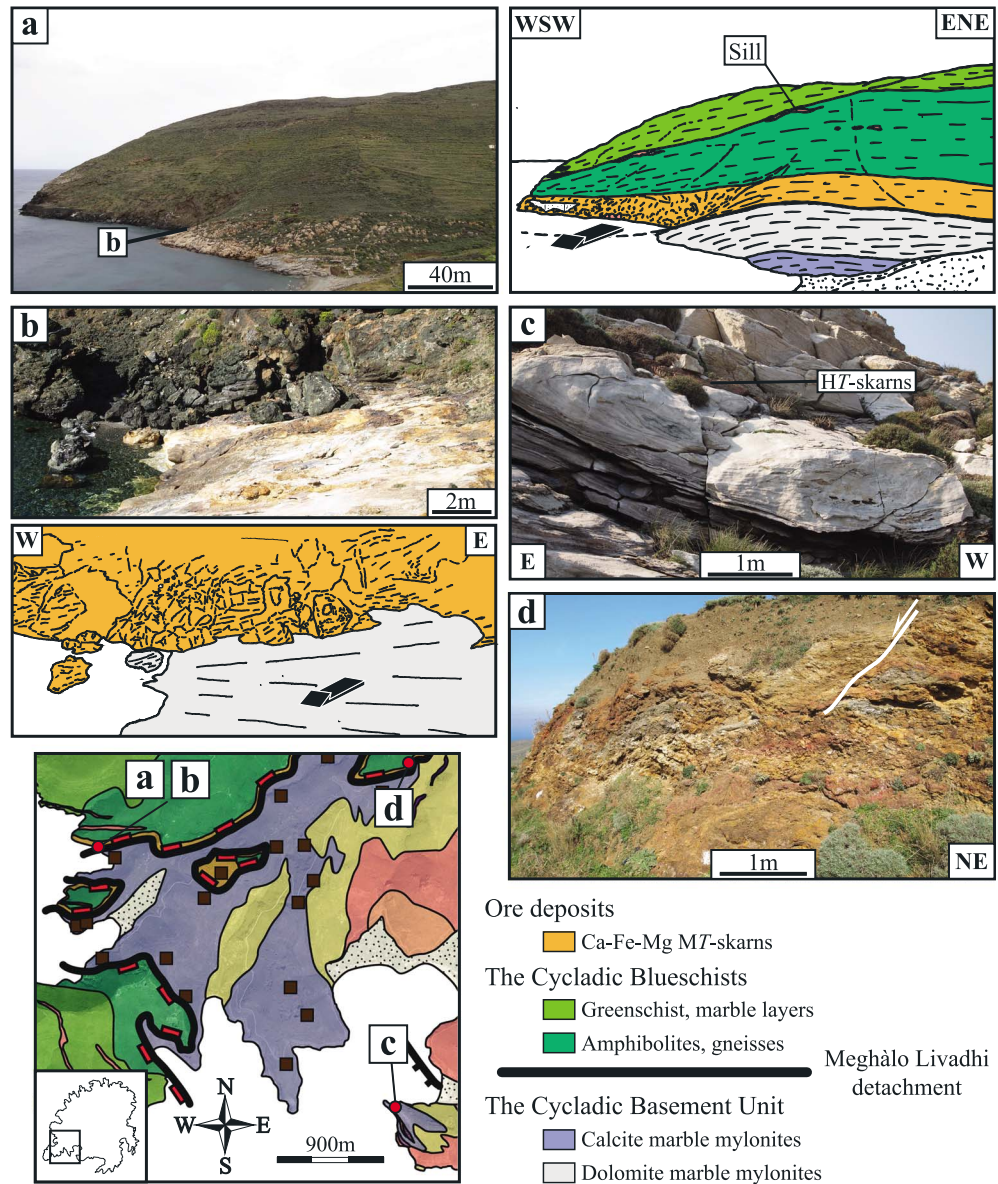 a
b
40m
WSW
ENE
Sill
b
2m
W
E
c
HT-skarns
E
1m
W
d
1m
NE
a b
d
c
N
W E
S
900m
Ore deposits
Ca-Fe-Mg MT-skarns
The Cycladic Blueschists
Greenschist, marble layers
Amphibolites, gneisses
Meghàlo Livadhi
detachment
The Cycladic Basement Unit
Calcite marble mylonites
Dolomite marble mylonites